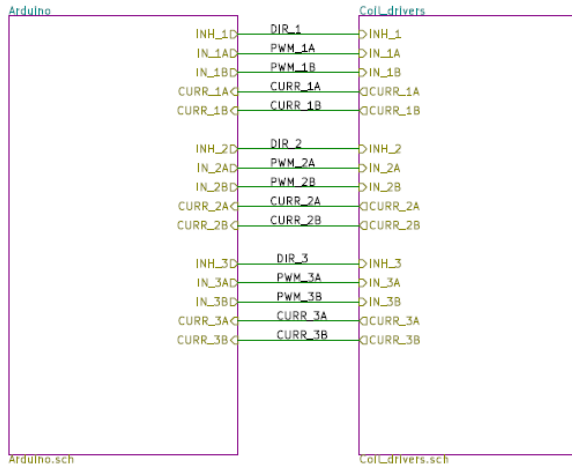 Arduino Coil_drivers
INH_1 DIR_1 INH_1
IN_1A PWM_1A IN_1A
IN_1B PWM_1B IN_1B
CURR_1A CURR_1A CURR_1A
CURR_1B CURR_1B CURR_1B
INH_2 DIR_2 INH_2
IN_2A PWM_2A IN_2A
IN_2B PWM_2B IN_2B
CURR_2A CURR_2A CURR_2A
CURR_2B CURR_2B CURR_2B
INH_3 DIR_3 INH_3
IN_3A PWM_3A IN_3A
IN_3B PWM_3B IN_3B
CURR_3A CURR_3A CURR_3A
CURR_3B CURR_3B CURR_3B
Arduino.sch Coil_drivers.sch